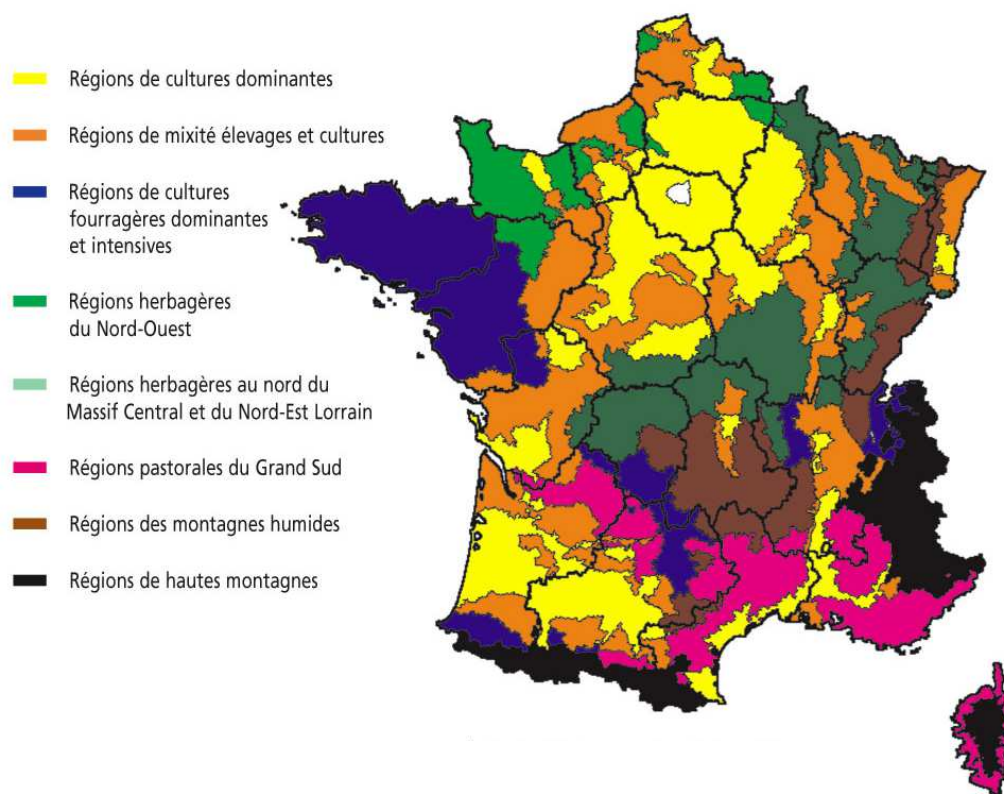 Régions de cultures dominantes
Régions de mixité élevages et cultures
Régions de cultures
fourragères dominantes
et intensives
Régions herbagères
du Nord-Ouest
Régions herbagères au nord du
Massif Central et du Nord-Est Lorrain
Régions pastorales du Grand Sud
Régions des montagnes humides
Régions de hautes montagnes